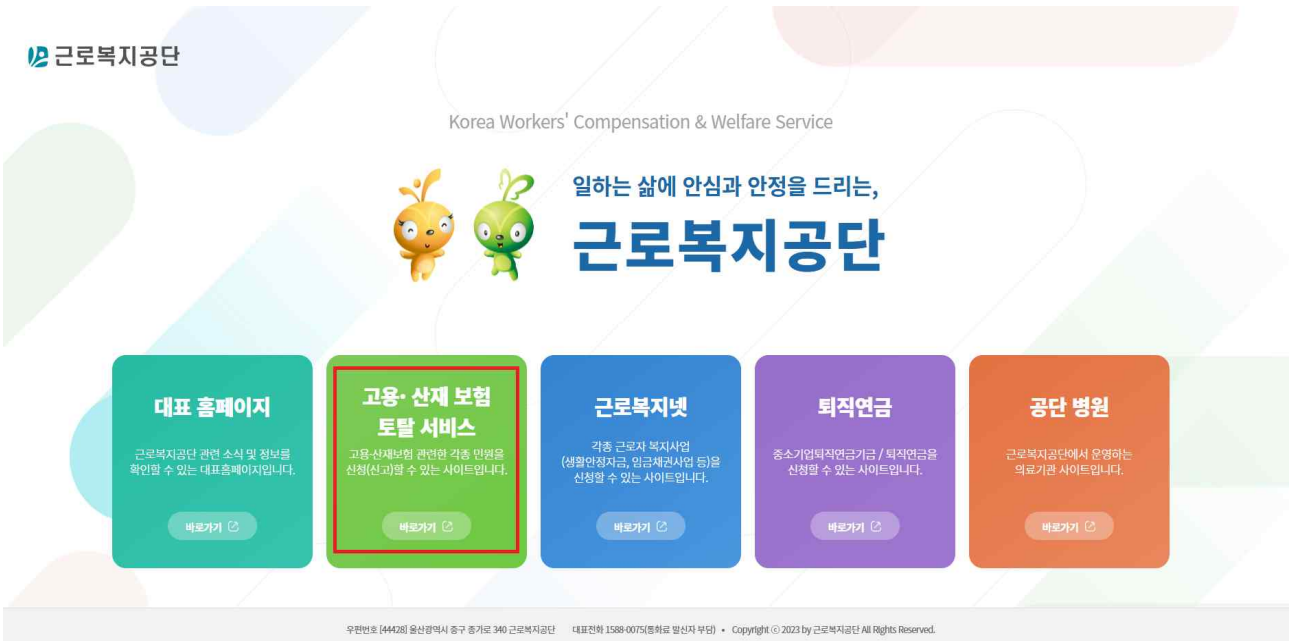 근로복지공단
Korea Workers' Compensation & Welfare Service
일하는 삶에 안심과 안정을 드리는,
근로복지공단
대표 홈페이지
근로복지공단 관련 소식 및 정보를
확인할 수 있는 대표홈페이지입니다.
바로가기
고용· 산재 보험
토탈 서비스
고용·산재보험 관련한 각종 민원을
신청(신고)할 수 있는 사이트입니다.
바로가기
근로복지넷
각종 근로자 복지사업
(생활안정자금, 임금채권사업 등)을
신청할 수 있는 사이트입니다.
바로가기
퇴직연금
중소기업퇴직연금기금 / 퇴직연금을
신청할 수 있는 사이트입니다.
바로가기
공단 병원
근로복지공단에서 운영하는
의료기관 사이트입니다.
바로가기
우편번호 [44428] 울산광역시 중구 종가로 340 근로복지공단 대표전화 1588-0075(통화료 발신자 부담) • Copyright ⓒ 2023 by 근로복지공단 All Rights Reserved.